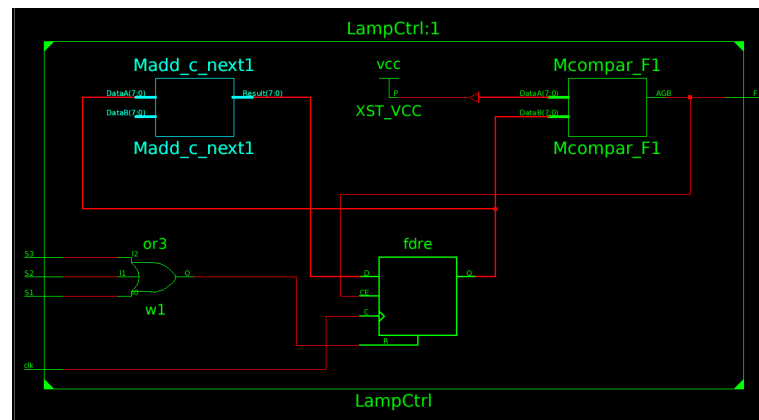 LampCtrl:1
Madd_c_next1
DataA(7:0)
DataB(7:0)
Result(7:0)
Madd_c_next1
vcc
P
XST_VCC
Mcompar_F1
DataA(7:0)
DataB(7:0)
AGB
F
Mcompar_F1
or3
S3
I2
S2
I1
O
S1
I0
w1
clk
fdre
D
Q
CE
C
R
LampCtrl